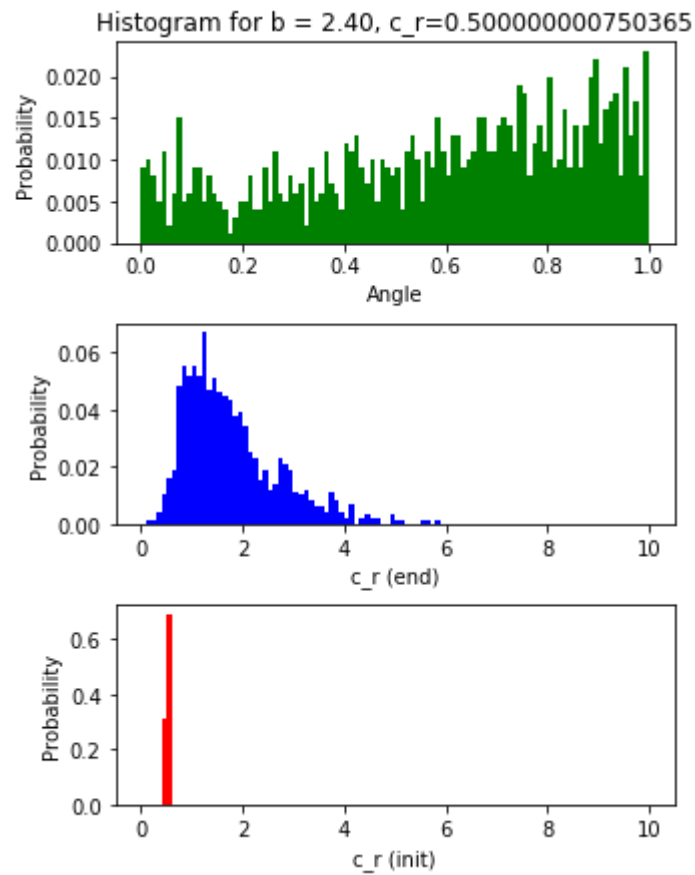 Histogram for b = 2.40, c_r=0.500000000750365
0.020
0.015
0.010
0.005
0.000
Probability
0.0 0.2 0.4 0.6 0.8 1.0
Angle
0.06
0.04
0.02
0.00
Probability
0 2 4 6 8 10
c_r (end)
0.6
0.4
0.2
0.0
Probability
0 2 4 6 8 10
c_r (init)